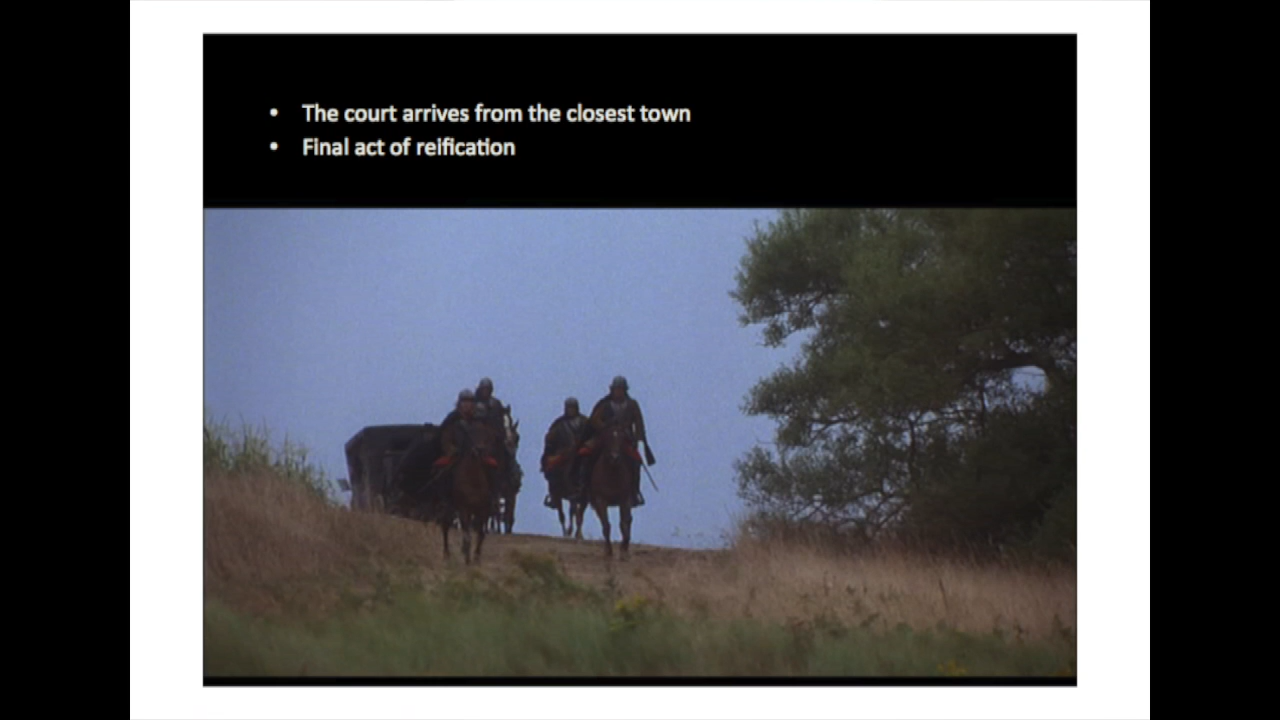 • The court arrives from the closest town
• Final act of reification